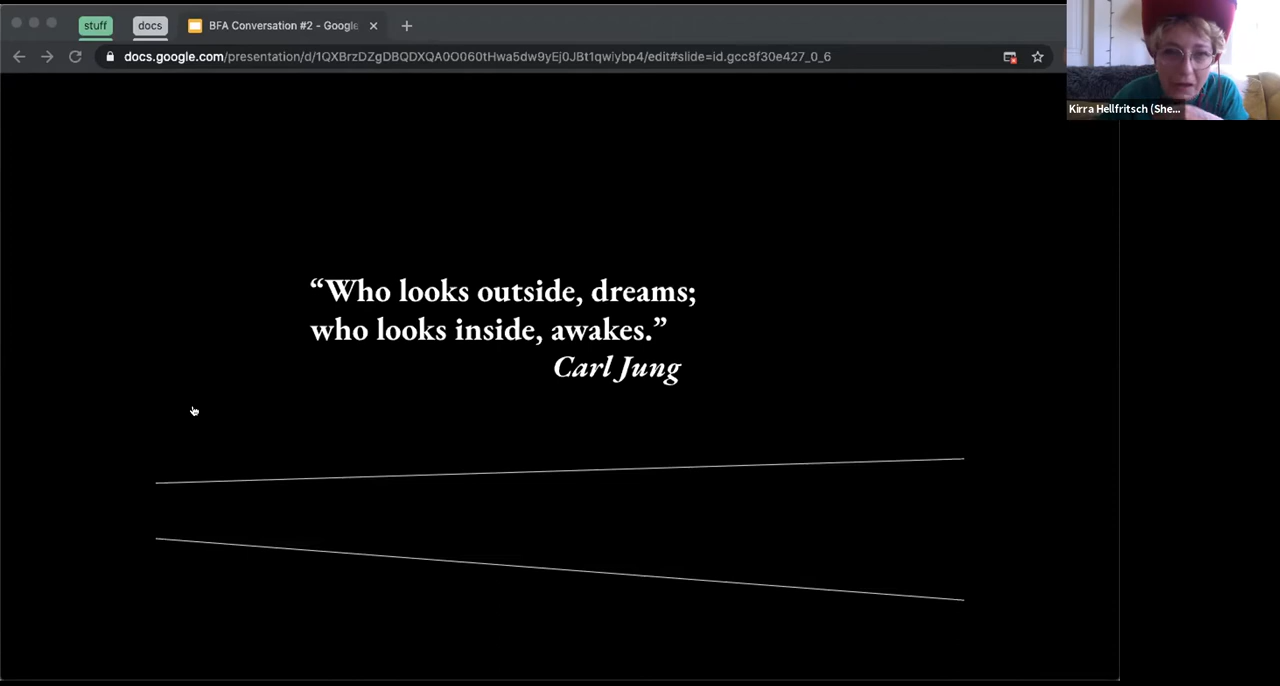 stuff
docs
BFA Conversation #2 - Google
docs.google.com/presentation/d/1QXBrzDZgDBQDXQA0O060tHwa5dw9yEj0JBt1qwiybp4/edit#slide=id.gcc8f30e427_0_6
Kirra Hellfritsch (She...
“Who looks outside, dreams;
who looks inside, awakes.”
Carl Jung